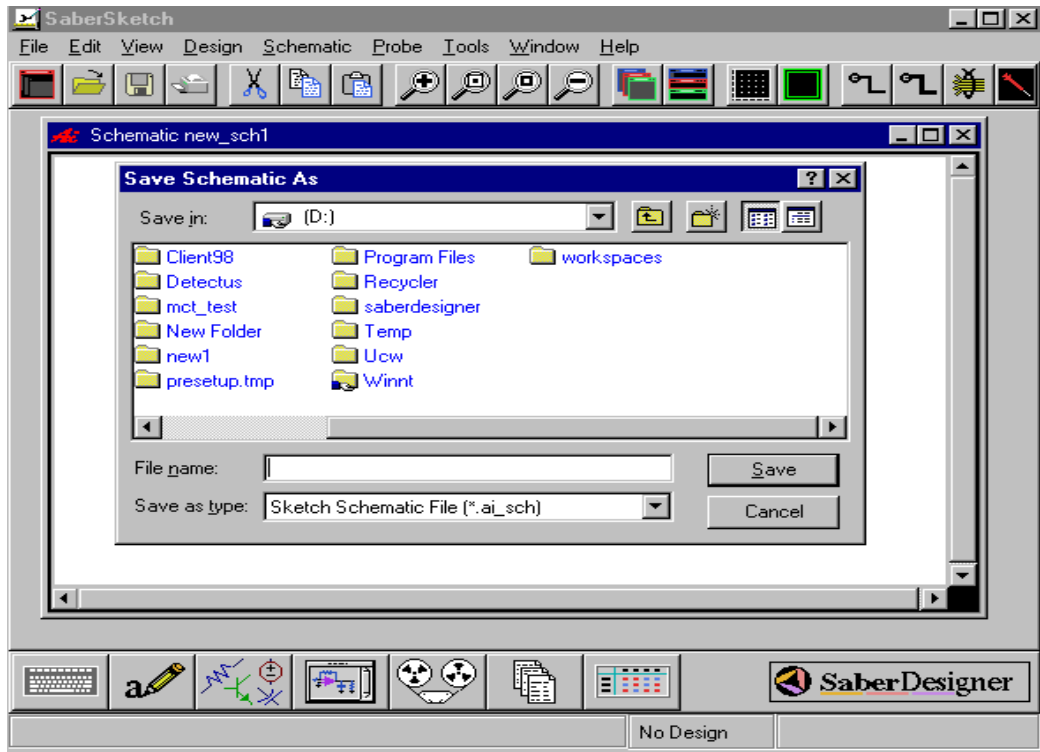 SaberSketch
File Edit View Design Schematic Probe Tools Window Help
Schematic new_sch1
Save Schematic As
Save in: (D:)
Client98 Program Files workspaces
Detectus Recycler
mct_test saberdesigner
New Folder Temp
new1 Ucw
presetup.tmp Winnt
File name: Save
Save as type: Sketch Schematic File (*.ai_sch) Cancel
a
SaberDesigner
No Design